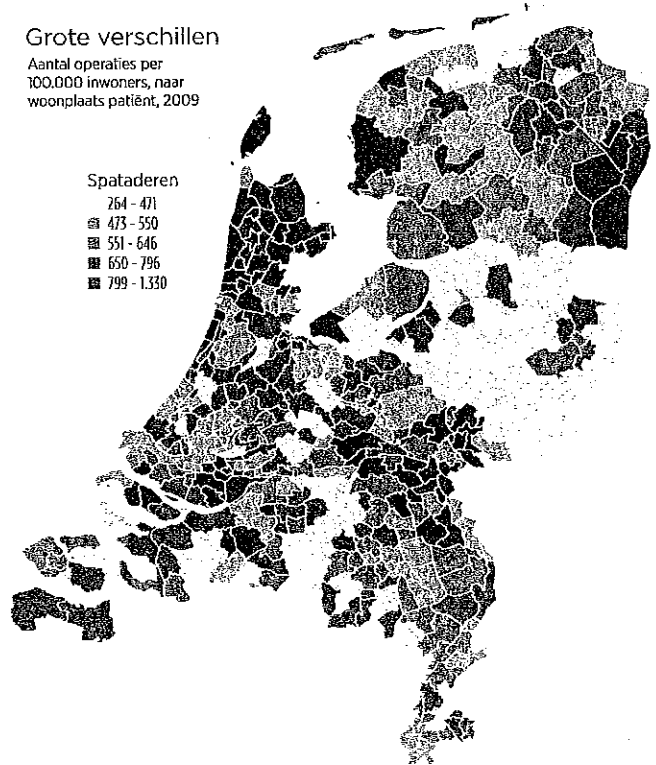 Grote verschillen
Aantal operaties per
100.000 inwoners, naar
woonplaats patiënt, 2009
Spataderen
264 - 471
473 - 550
551 - 646
650 - 796
799 - 1.330